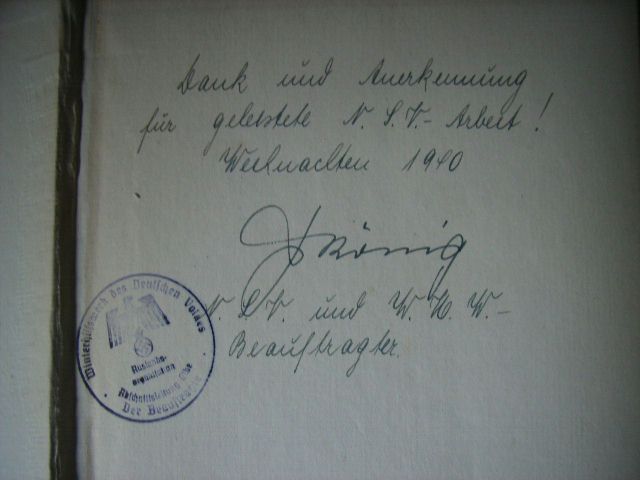 Dank und Anerkennung
für geleistete N.S.V.-Arbeit!
Weihnachten 1940
König
N.S.V. und W.H.W.-
Beauftragter.
Winterhilfswerk des Deutschen Volkes
Auslands-
organisation
Der Beauftragte